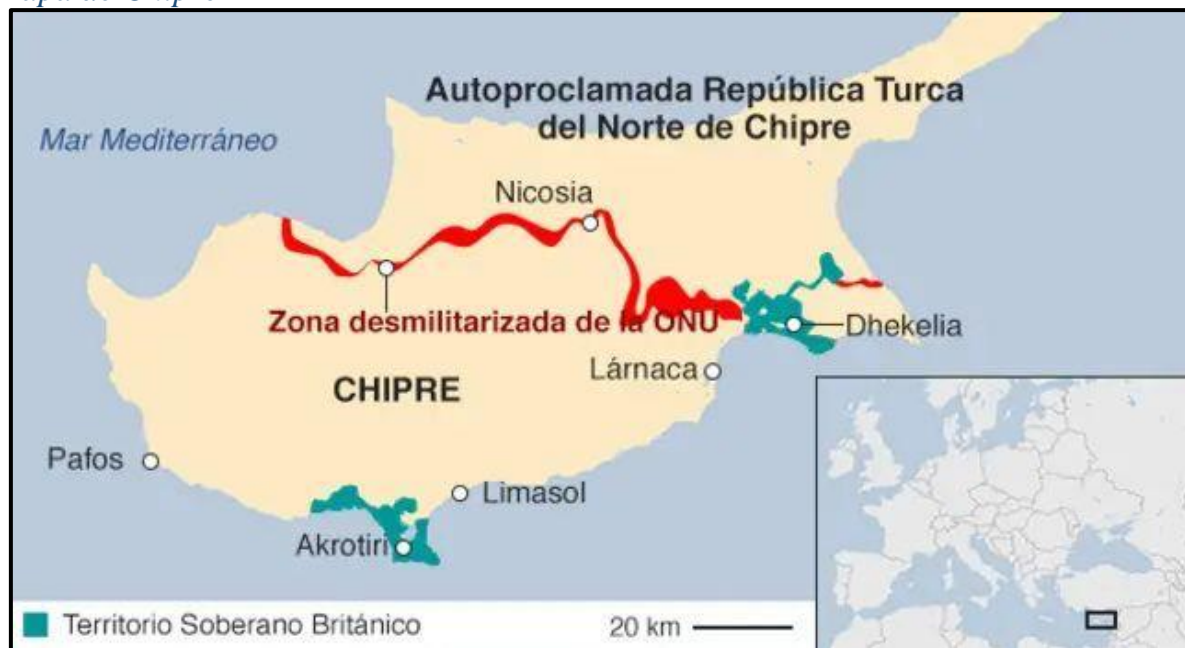 Autoproclamada República Turca
del Norte de Chipre
Mar Mediterráneo
Nicosia
Zona desmilitarizada de la ONU
Dhekelia
Lárnaca
CHIPRE
Pafos
Limasol
Akrotiri
Territorio Soberano Británico
20 km